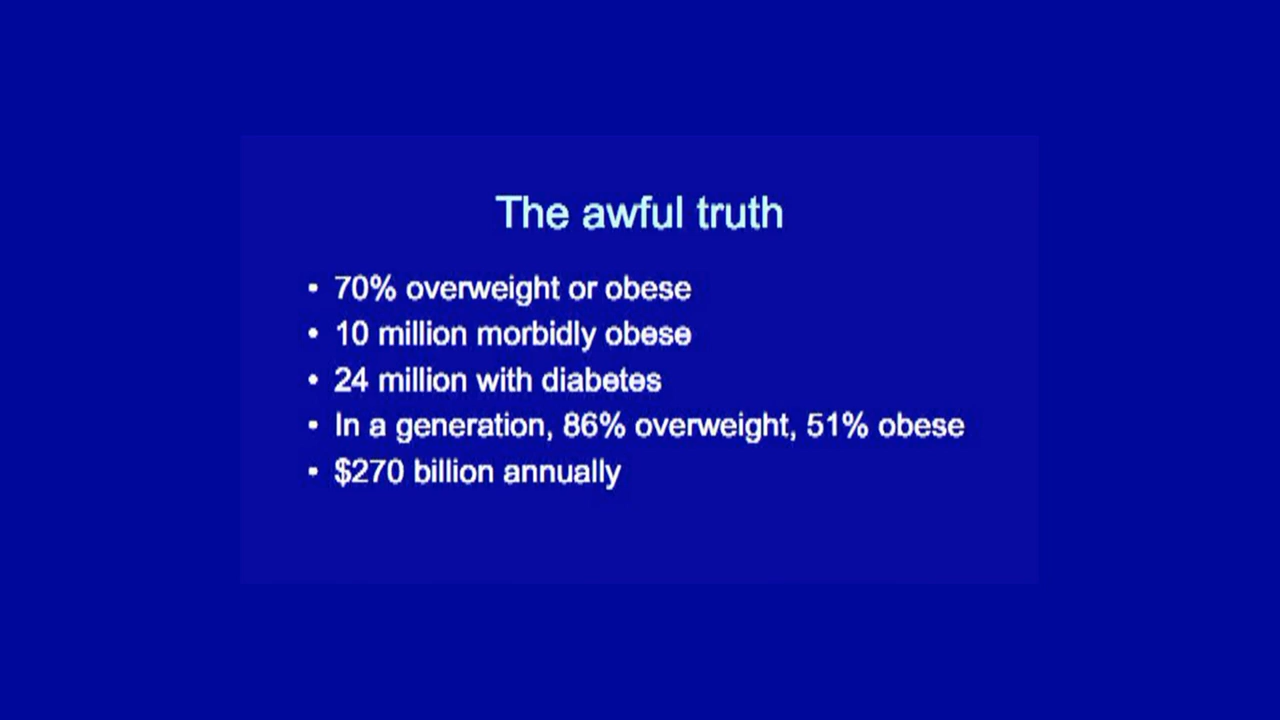 The awful truth
• 70% overweight or obese
• 10 million morbidly obese
• 24 million with diabetes
• In a generation, 86% overweight, 51% obese
• $270 billion annually